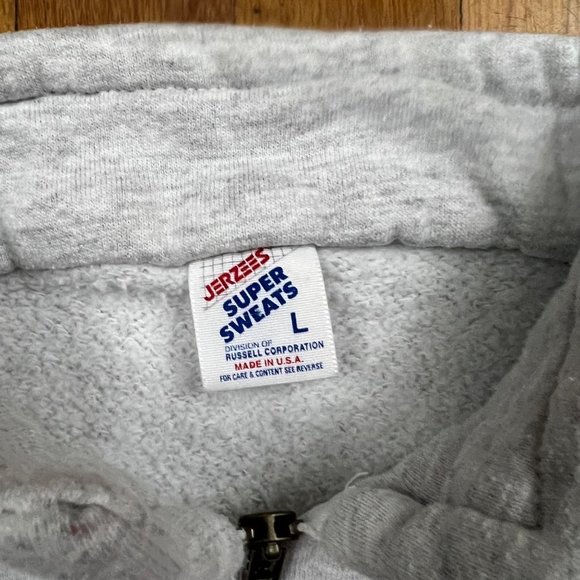 JERZEES
SUPER
SWEATS
L
DIVISION OF
RUSSELL CORPORATION
MADE IN U.S.A.
FOR CARE & CONTENT SEE REVERSE